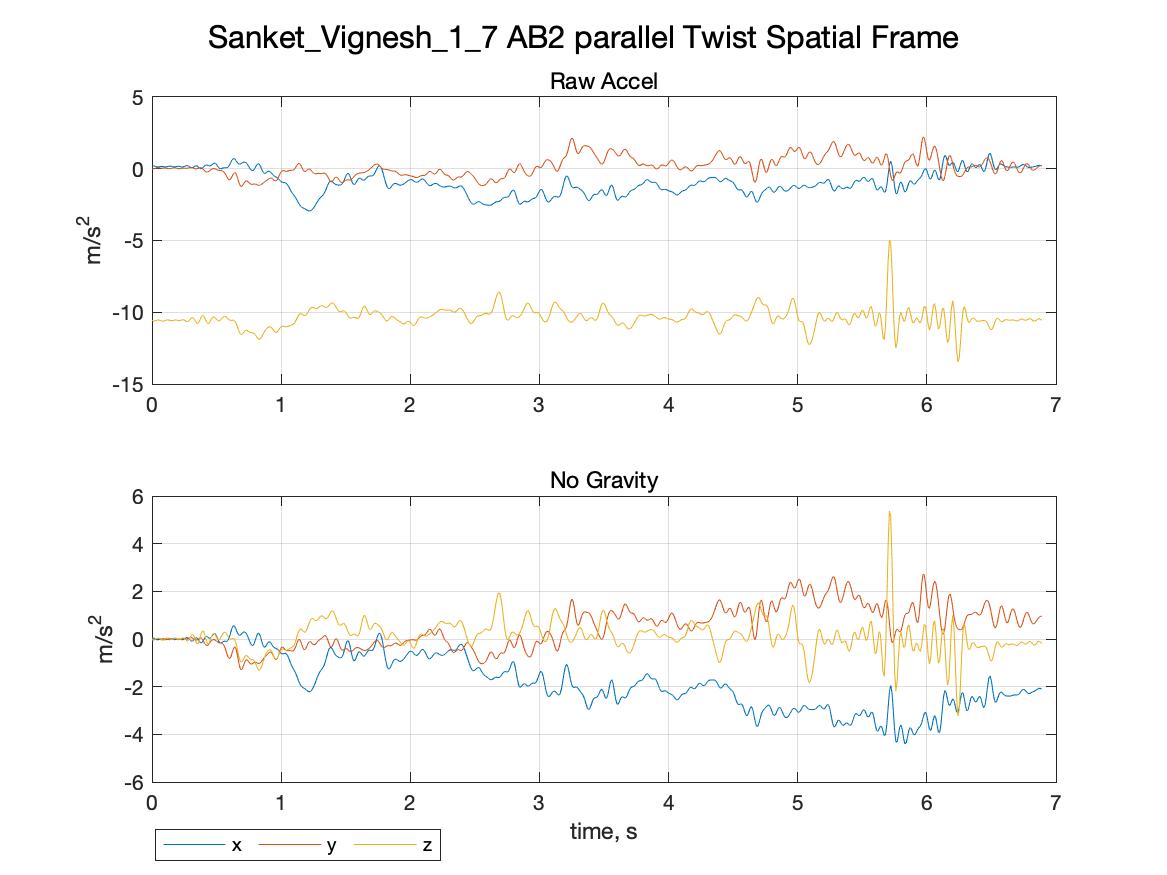 Sanket_Vignesh_1_7 AB2 parallel Twist Spatial Frame
Raw Accel
5
0
-5
-10
-15
m/s²
0 1 2 3 4 5 6 7
No Gravity
6
4
2
0
-2
-4
-6
m/s²
0 1 2 3 4 5 6 7
time, s
x y z